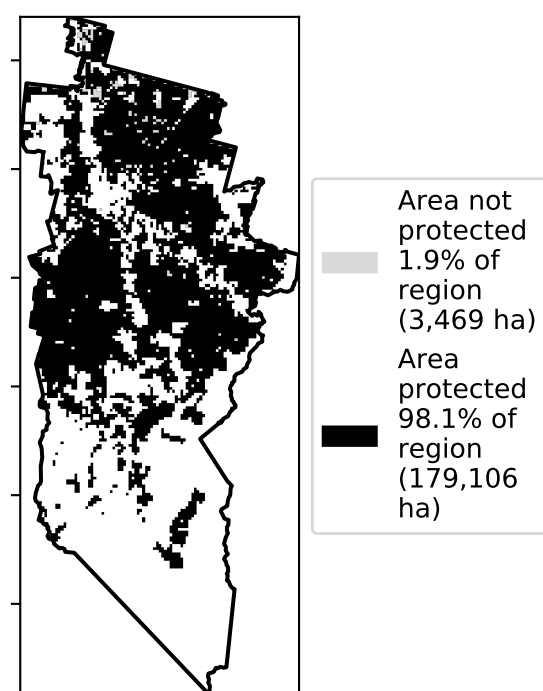 Area not
protected
1.9% of
region
(3,469 ha)
Area
protected
98.1% of
region
(179,106
ha)